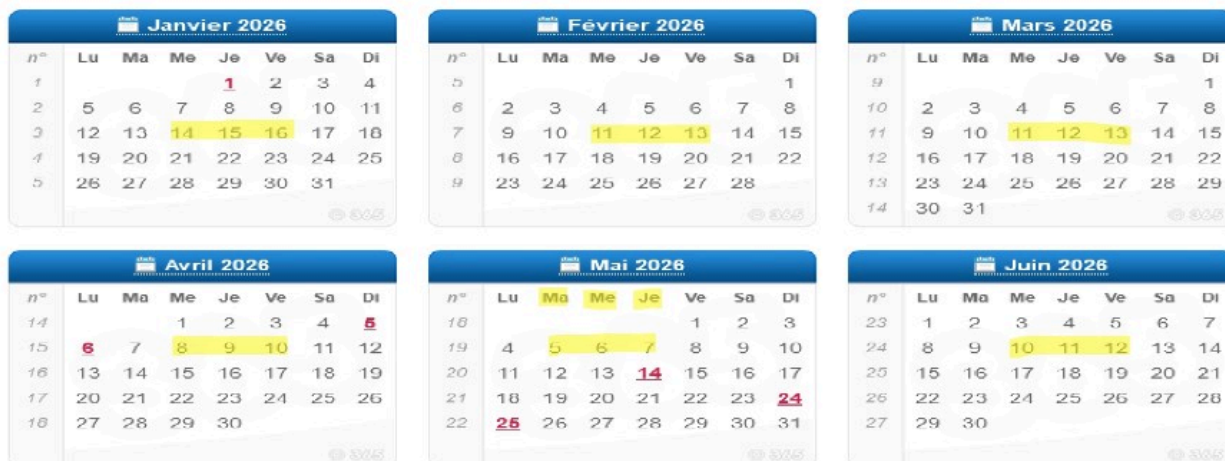 Janvier 2026
n° Lu Ma Me Je Ve Sa Di
1 1 2 3 4
2 5 6 7 8 9 10 11
3 12 13 14 15 16 17 18
4 19 20 21 22 23 24 25
5 26 27 28 29 30 31
© 365
Février 2026
n° Lu Ma Me Je Ve Sa Di
5 1
6 2 3 4 5 6 7 8
7 9 10 11 12 13 14 15
8 16 17 18 19 20 21 22
9 23 24 25 26 27 28
© 365
Mars 2026
n° Lu Ma Me Je Ve Sa Di
9 1
10 2 3 4 5 6 7 8
11 9 10 11 12 13 14 15
12 16 17 18 19 20 21 22
13 23 24 25 26 27 28 29
14 30 31
© 365
Avril 2026
n° Lu Ma Me Je Ve Sa Di
14 1 2 3 4 5
15 6 7 8 9 10 11 12
16 13 14 15 16 17 18 19
17 20 21 22 23 24 25 26
18 27 28 29 30
© 365
Mai 2026
n° Lu Ma Me Je Ve Sa Di
18 1 2 3
19 4 5 6 7 8 9 10
20 11 12 13 14 15 16 17
21 18 19 20 21 22 23 24
22 25 26 27 28 29 30 31
© 365
Juin 2026
n° Lu Ma Me Je Ve Sa Di
23 1 2 3 4 5 6 7
24 8 9 10 11 12 13 14
25 15 16 17 18 19 20 21
26 22 23 24 25 26 27 28
27 29 30
© 365